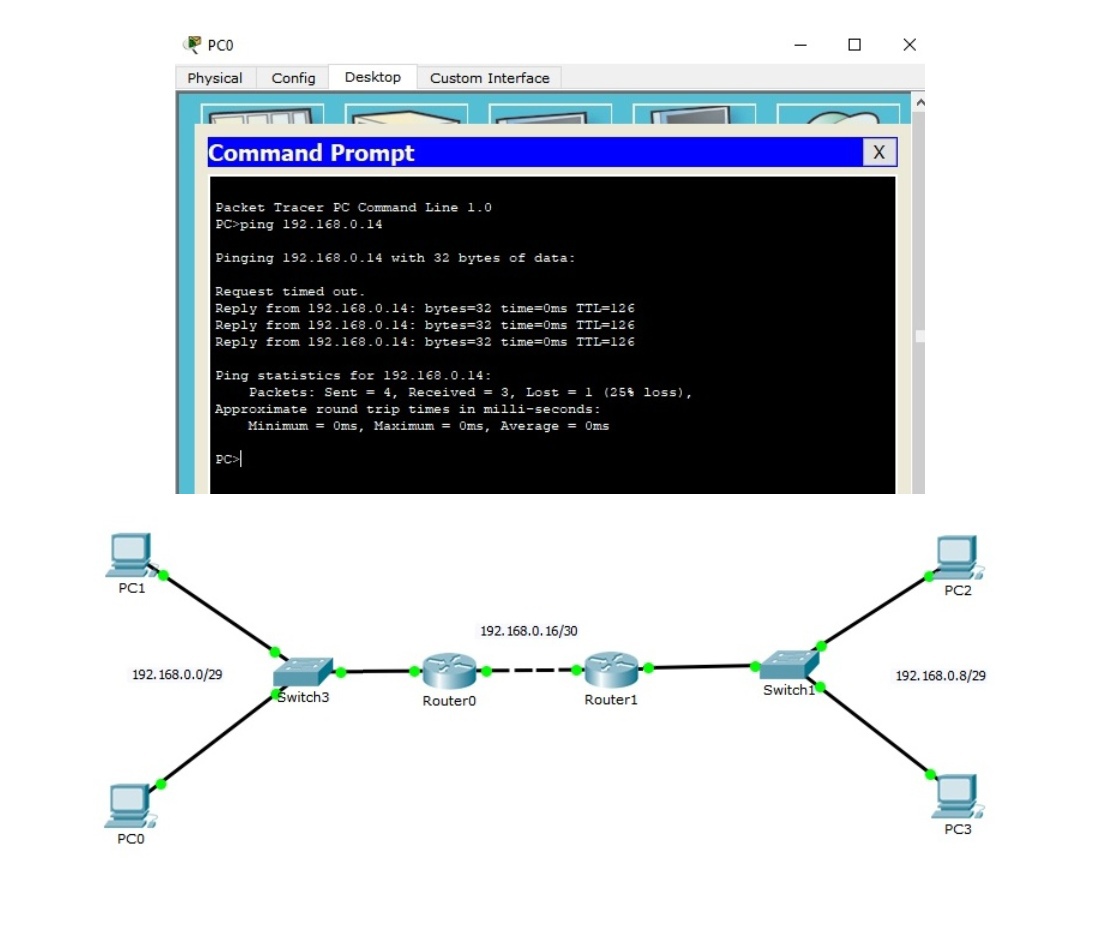 PC0
Physical Config Desktop Custom Interface
Command Prompt
X
Packet Tracer PC Command Line 1.0
PC>ping 192.168.0.14
Pinging 192.168.0.14 with 32 bytes of data:
Request timed out.
Reply from 192.168.0.14: bytes=32 time=0ms TTL=126
Reply from 192.168.0.14: bytes=32 time=0ms TTL=126
Reply from 192.168.0.14: bytes=32 time=0ms TTL=126
Ping statistics for 192.168.0.14:
Packets: Sent = 4, Received = 3, Lost = 1 (25% loss),
Approximate round trip times in milli-seconds:
Minimum = 0ms, Maximum = 0ms, Average = 0ms
PC>
PC1
PC2
192.168.0.16/30
192.168.0.0/29
192.168.0.8/29
Switch3
Router0
Router1
Switch1
PC0
PC3